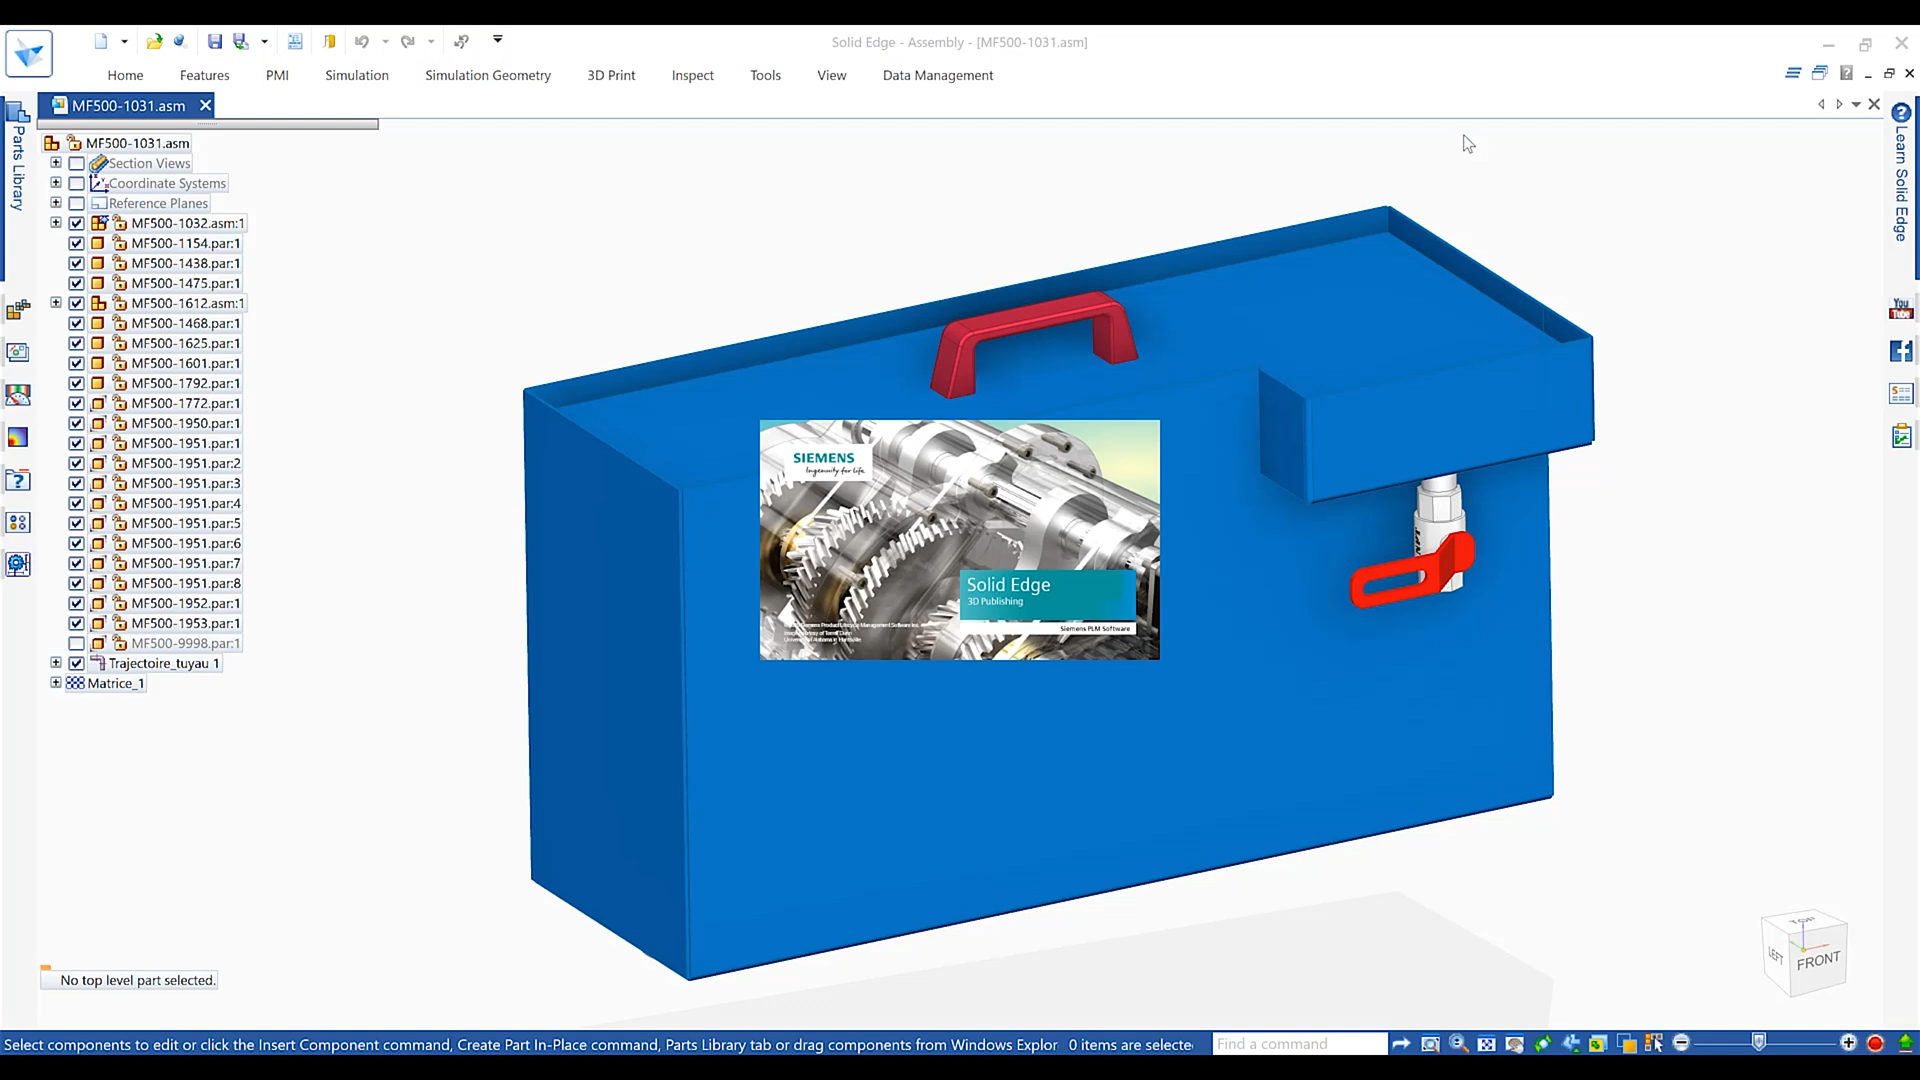 Solid Edge - Assembly - [MF500-1031.asm]
Home Features PMI Simulation Simulation Geometry 3D Print Inspect Tools View Data Management
MF500-1031.asm
Parts Library
MF500-1031.asm
Section Views
Coordinate Systems
Reference Planes
MF500-1032.asm:1
MF500-1154.par:1
MF500-1438.par:1
MF500-1475.par:1
MF500-1612.asm:1
MF500-1468.par:1
MF500-1625.par:1
MF500-1601.par:1
MF500-1792.par:1
MF500-1772.par:1
MF500-1950.par:1
MF500-1951.par:1
MF500-1951.par:2
MF500-1951.par:3
MF500-1951.par:4
MF500-1951.par:5
MF500-1951.par:6
MF500-1951.par:7
MF500-1951.par:8
MF500-1952.par:1
MF500-1953.par:1
MF500-9998.par:1
Trajectoire_tuyau 1
Matrice_1
SIEMENS
Ingenuity for life
Solid Edge
3D Publishing
Siemens PLM Software
Learn Solid Edge
You
Tube
TOP
LEFT
FRONT
No top level part selected.
Select components to edit or click the Insert Component command, Create Part In-Place command, Parts Library tab or drag components from Windows Explor
0 items are selecte
Find a command